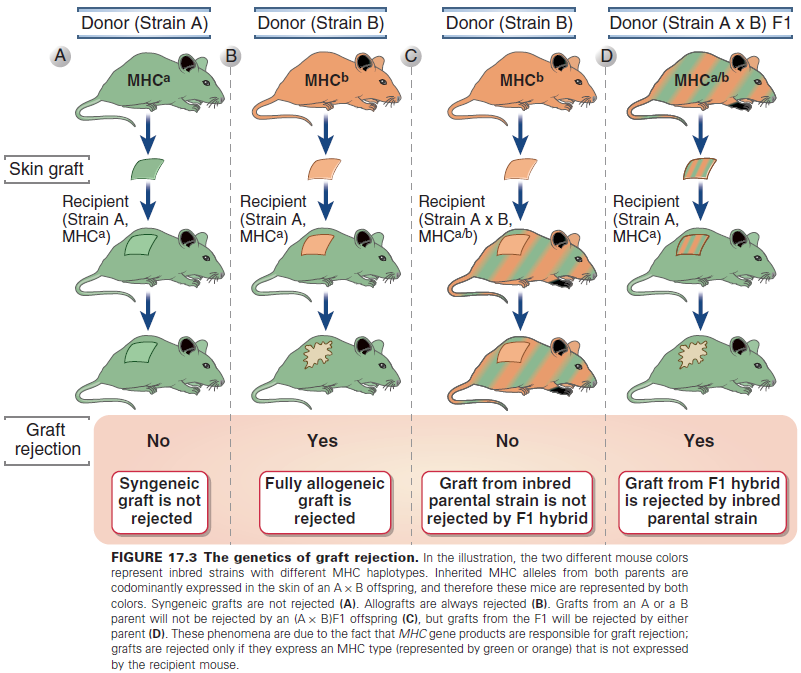 Donor (Strain A)
Donor (Strain B)
Donor (Strain B)
Donor (Strain A x B) F1
A
B
C
D
MHCa
MHCb
MHCb
MHCa/b
Skin graft
Recipient
(Strain A,
MHCa)
Recipient
(Strain A,
MHCa)
Recipient
(Strain A x B,
MHCa/b)
Recipient
(Strain A,
MHCa)
Graft
rejection
No
Yes
No
Yes
Syngeneic
graft is not
rejected
Fully allogeneic
graft is
rejected
Graft from inbred
parental strain is not
rejected by F1 hybrid
Graft from F1 hybrid
is rejected by inbred
parental strain
FIGURE 17.3 The genetics of graft rejection. In the illustration, the two different mouse colors
represent inbred strains with different MHC haplotypes. Inherited MHC alleles from both parents are
codominantly expressed in the skin of an A × B offspring, and therefore these mice are represented by both
colors. Syngeneic grafts are not rejected (A). Allografts are always rejected (B). Grafts from an A or a B
parent will not be rejected by an (A × B)F1 offspring (C), but grafts from the F1 will be rejected by either
parent (D). These phenomena are due to the fact that MHC gene products are responsible for graft rejection;
grafts are rejected only if they express an MHC type (represented by green or orange) that is not expressed
by the recipient mouse.